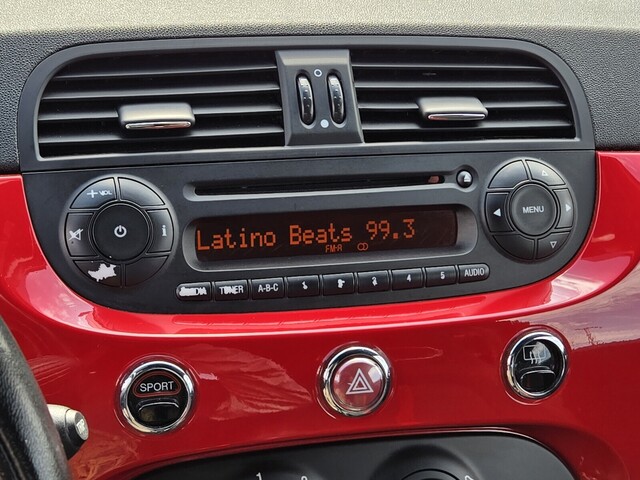 + VOL
i
Latino Beats 99.3
FM-A
MENU
TUNER
A-B-C
4
5
AUDIO
SPORT